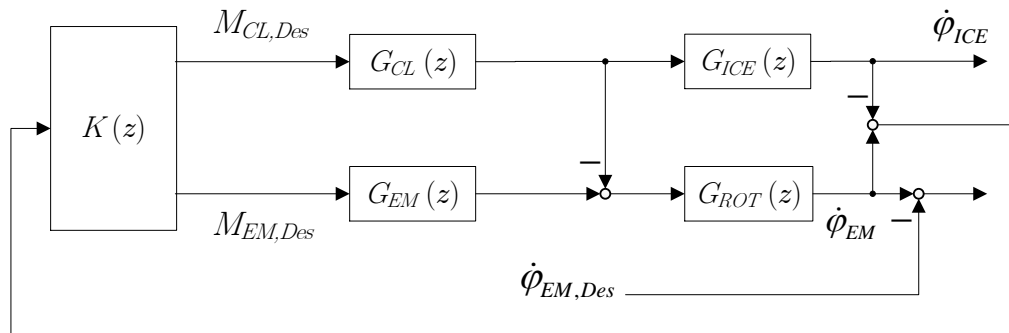 M_{CL,Des}
φ̇_{ICE}
G_{CL}(z)
G_{ICE}(z)
−
K(z)
−
G_{EM}(z)
G_{ROT}(z)
−
M_{EM,Des}
φ̇_{EM}
φ̇_{EM,Des}